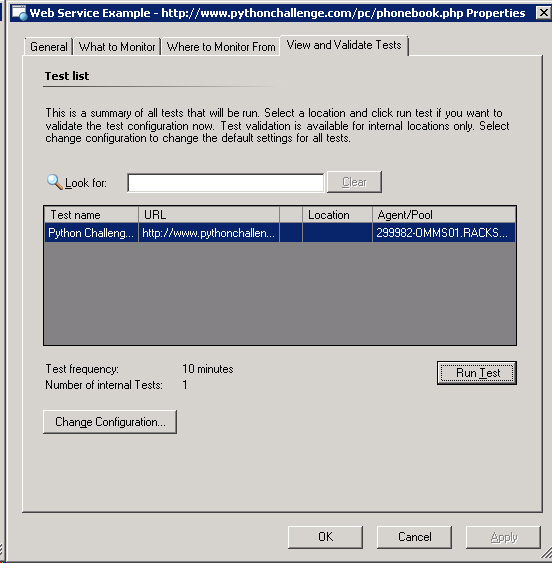 Web Service Example - http://www.pythonchallenge.com/pc/phonebook.php Properties
General What to Monitor Where to Monitor From View and Validate Tests
Test list
This is a summary of all tests that will be run. Select a location and click run test if you want to
validate the test configuration now. Test validation is available for internal locations only. Select
change configuration to change the default settings for all tests.
Look for: Clear
Test name URL Location Agent/Pool
Python Challeng... http://www.pythonchallen... 299982-OMMS01.RACKS...
Test frequency: 10 minutes
Number of internal Tests: 1
Run Test
Change Configuration...
OK Cancel Apply